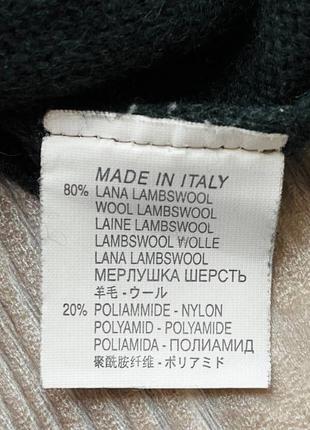 MADE IN ITALY
80% LANA LAMBSWOOL
WOOL LAMBSWOOL
LAINE LAMBSWOOL
LAMBSWOOL WOLLE
LANA LAMBSWOOL
МЕРЛУШКА ШЕРСТЬ
羊毛 - ウール
20% POLIAMMIDE - NYLON
POLYAMID - POLYAMIDE
POLIAMIDA - ПОЛИАМИД
聚酰胺纤维 - ポリアミド